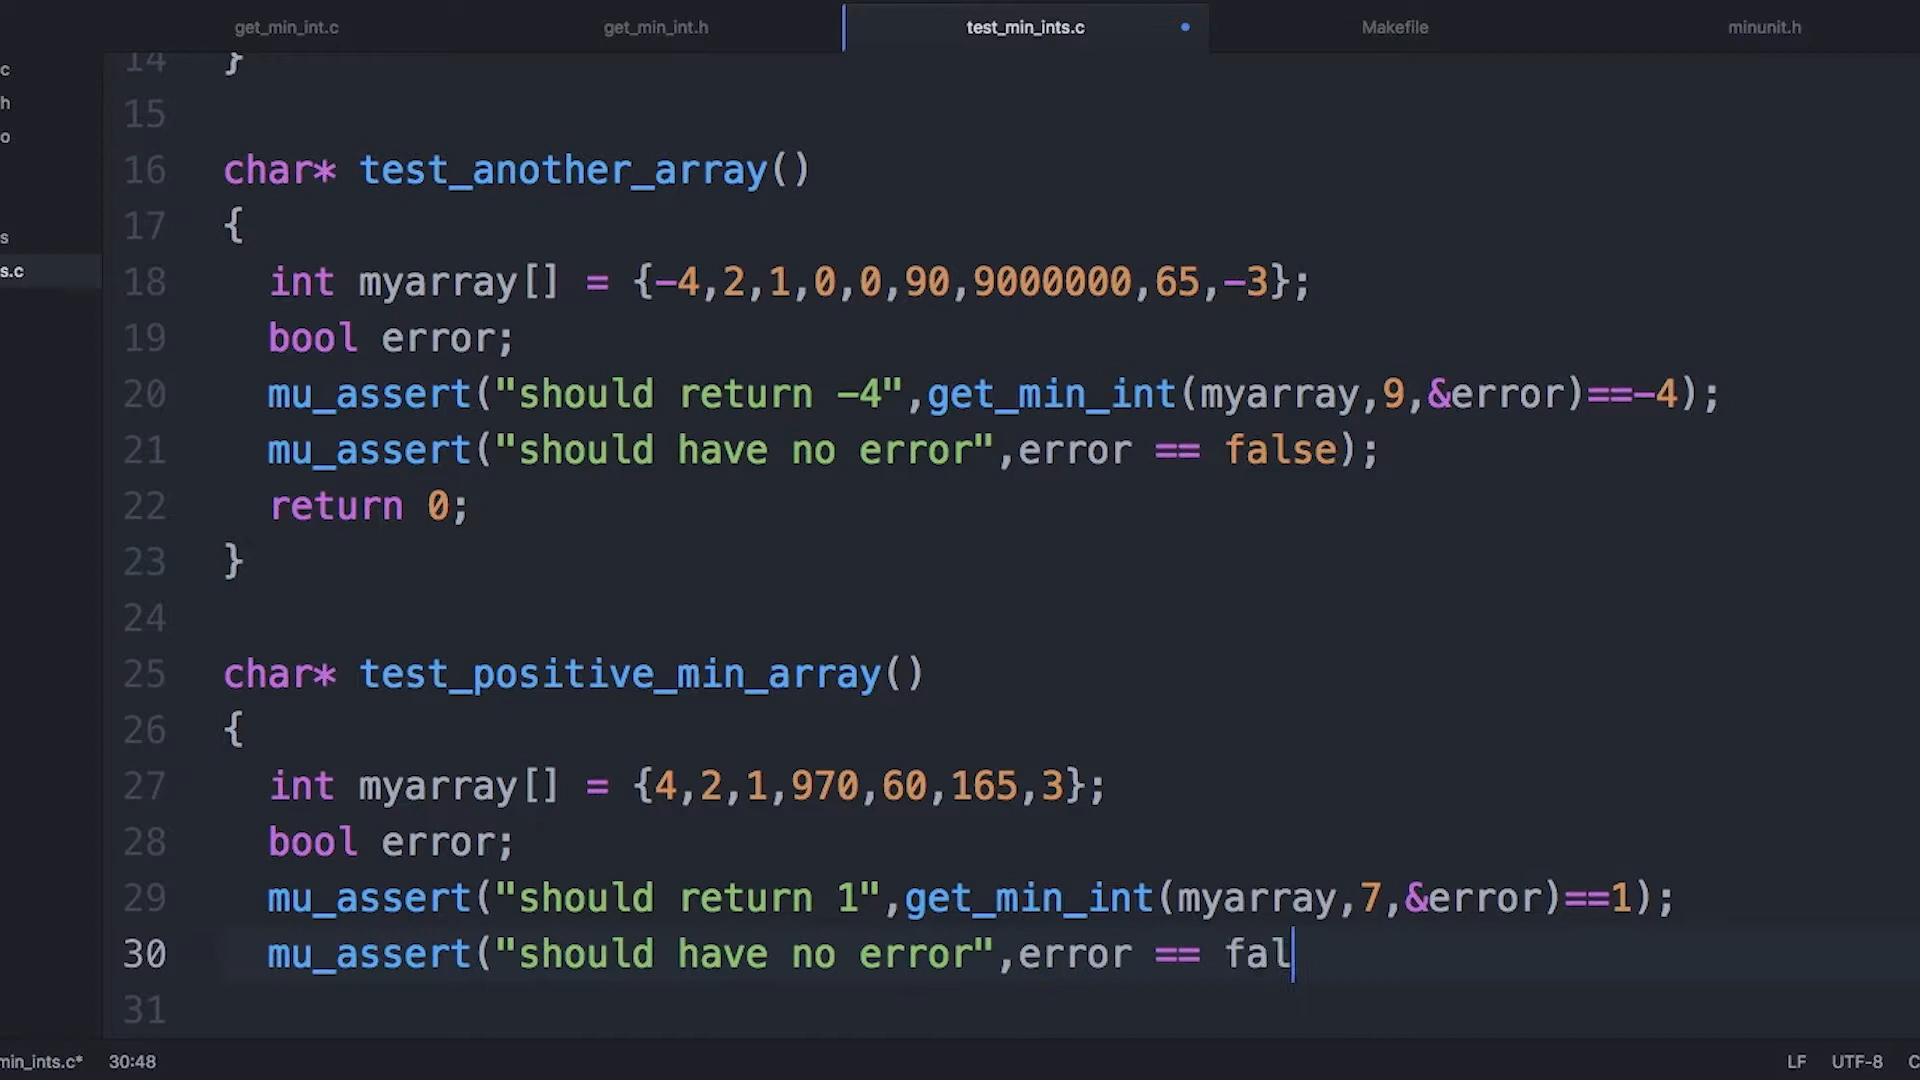 get_min_int.c get_min_int.h test_min_ints.c Makefile minunit.h
c
h
o
s
s.c
14 }
15
16 char* test_another_array()
17 {
18 int myarray[] = {-4,2,1,0,0,90,9000000,65,-3};
19 bool error;
20 mu_assert("should return -4",get_min_int(myarray,9,&error)==-4);
21 mu_assert("should have no error",error == false);
22 return 0;
23 }
24
25 char* test_positive_min_array()
26 {
27 int myarray[] = {4,2,1,970,60,165,3};
28 bool error;
29 mu_assert("should return 1",get_min_int(myarray,7,&error)==1);
30 mu_assert("should have no error",error == fal
31
min_ints.c* 30:48 LF UTF-8 C